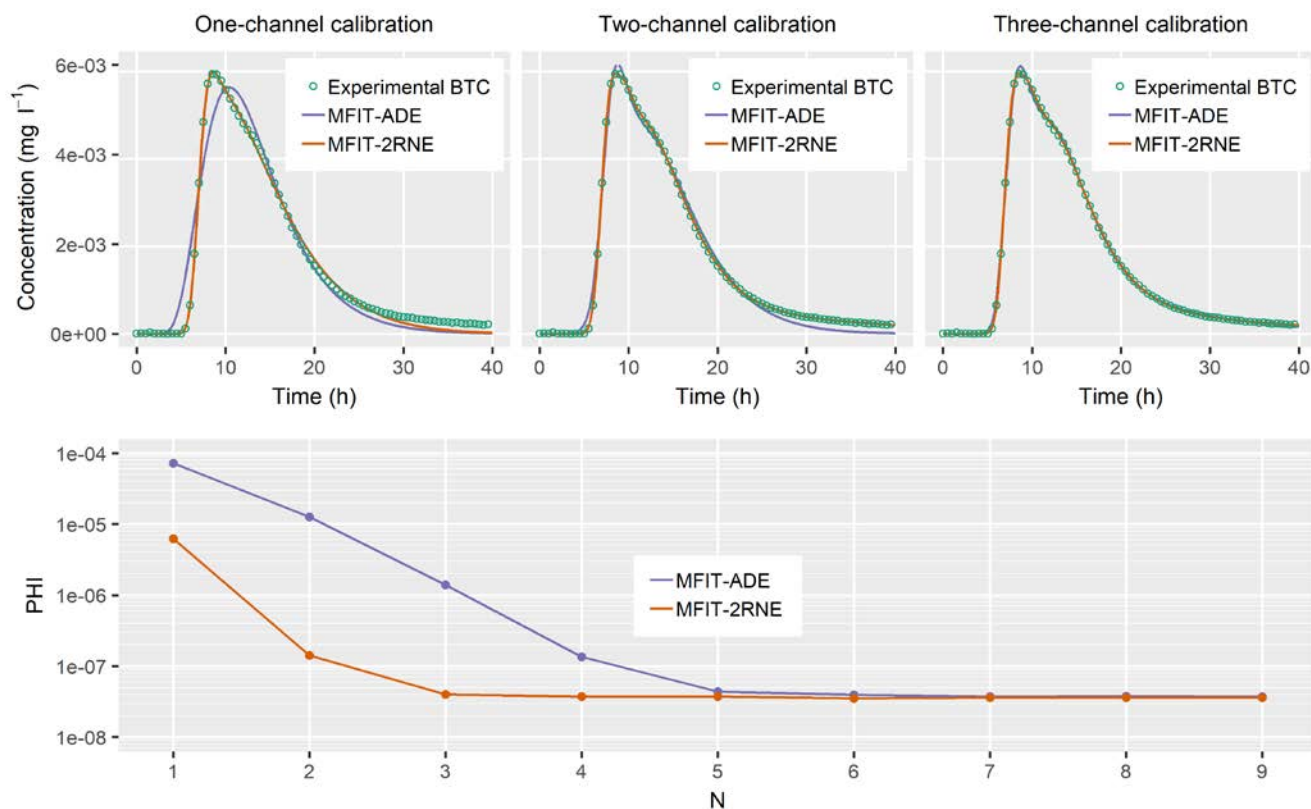 One-channel calibration
Two-channel calibration
Three-channel calibration
Concentration (mg l⁻¹)
6e-03
4e-03
2e-03
0e+00
Experimental BTC
MFIT-ADE
MFIT-2RNE
Experimental BTC
MFIT-ADE
MFIT-2RNE
Experimental BTC
MFIT-ADE
MFIT-2RNE
0 10 20 30 40
0 10 20 30 40
0 10 20 30 40
Time (h)
Time (h)
Time (h)
PHI
1e-04
1e-05
1e-06
1e-07
1e-08
MFIT-ADE
MFIT-2RNE
1 2 3 4 5 6 7 8 9
N